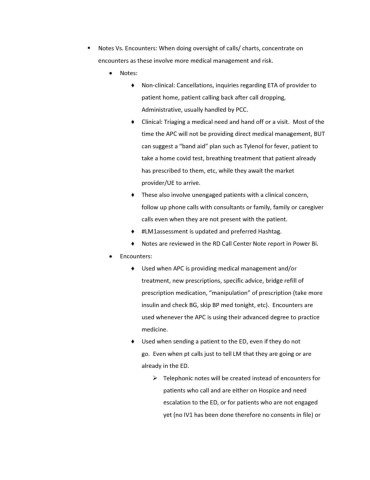 ▪ Notes Vs. Encounters: When doing oversight of calls/ charts, concentrate on
encounters as these involve more medical management and risk.
• Notes:
♦ Non-clinical: Cancellations, inquiries regarding ETA of provider to
patient home, patient calling back after call dropping,
Administrative, usually handled by PCC.
♦ Clinical: Triaging a medical need and hand off or a visit. Most of the
time the APC will not be providing direct medical management, BUT
can suggest a "band aid" plan such as Tylenol for fever, patient to
take a home covid test, breathing treatment that patient already
has prescribed to them, etc, while they await the market
provider/UE to arrive.
♦ These also involve unengaged patients with a clinical concern,
follow up phone calls with consultants or family, family or caregiver
calls even when they are not present with the patient.
♦ #LM1assessment is updated and preferred Hashtag.
♦ Notes are reviewed in the RD Call Center Note report in Power Bi.
• Encounters:
♦ Used when APC is providing medical management and/or
treatment, new prescriptions, specific advice, bridge refill of
prescription medication, "manipulation" of prescription (take more
insulin and check BG, skip BP med tonight, etc). Encounters are
used whenever the APC is using their advanced degree to practice
medicine.
♦ Used when sending a patient to the ED, even if they do not
go. Even when pt calls just to tell LM that they are going or are
already in the ED.
➢ Telephonic notes will be created instead of encounters for
patients who call and are either on Hospice and need
escalation to the ED, or for patients who are not engaged
yet (no IV1 has been done therefore no consents in file) or